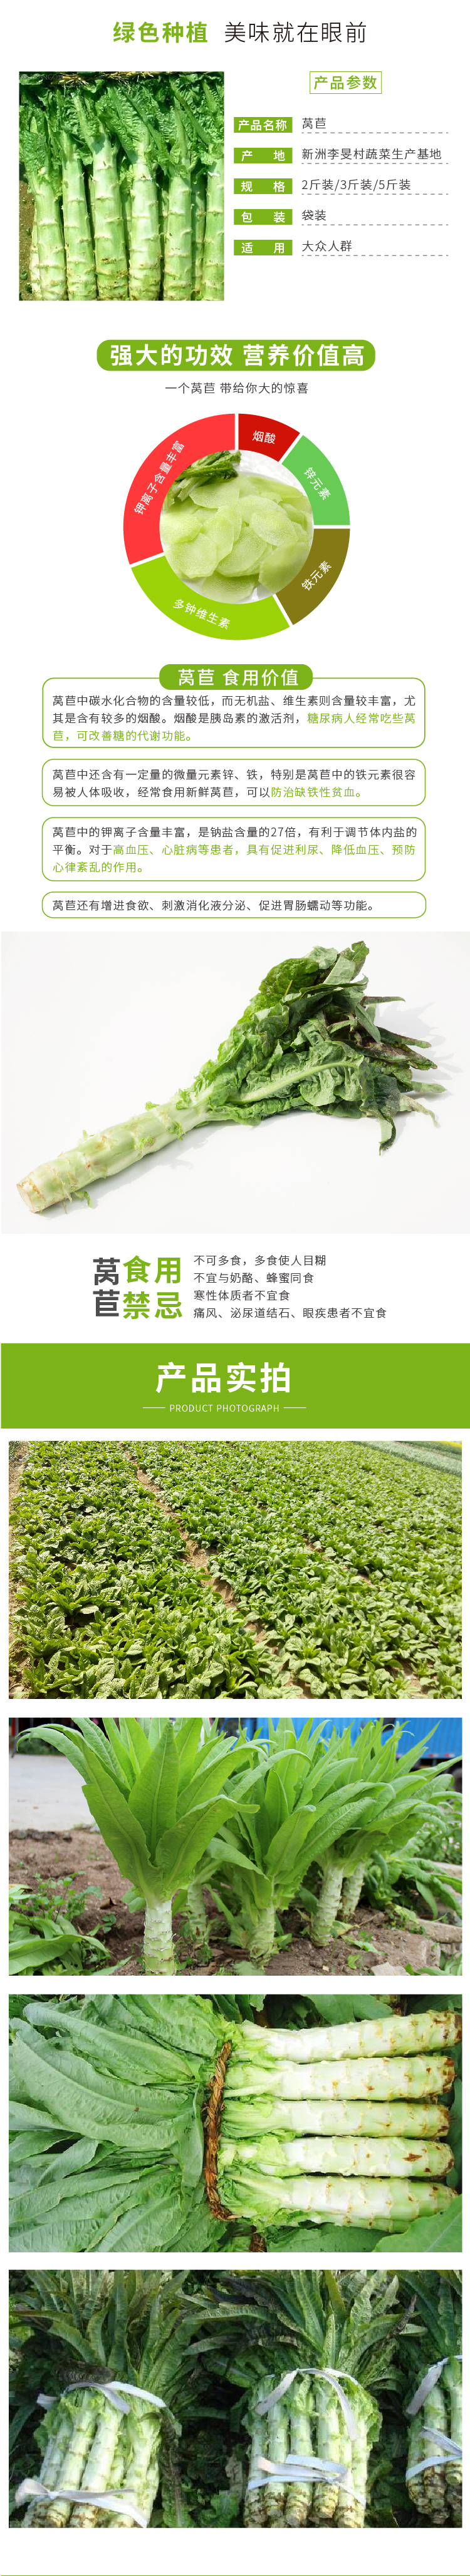 绿色种植 美味就在眼前
产品参数
产品名称 莴苣
产 地 新洲李旻村蔬菜生产基地
规 格 2斤装/3斤装/5斤装
包 装 袋装
适 用 大众人群
强大的功效 营养价值高
一个莴苣 带给你大的惊喜
烟酸
锌元素
铁元素
多钟维生素
钾离子含量丰富
莴苣 食用价值
莴苣中碳水化合物的含量较低，而无机盐、维生素则含量较丰富，尤
其是含有较多的烟酸。烟酸是胰岛素的激活剂，糖尿病人经常吃些莴
苣，可改善糖的代谢功能。
莴苣中还含有一定量的微量元素锌、铁，特别是莴苣中的铁元素很容
易被人体吸收，经常食用新鲜莴苣，可以防治缺铁性贫血。
莴苣中的钾离子含量丰富，是钠盐含量的27倍，有利于调节体内盐的
平衡。对于高血压、心脏病等患者，具有促进利尿、降低血压、预防
心律紊乱的作用。
莴苣还有增进食欲、刺激消化液分泌、促进胃肠蠕动等功能。
莴苣食用禁忌
不可多食，多食使人目糊
不宜与奶酪、蜂蜜同食
寒性体质者不宜食
痛风、泌尿道结石、眼疾患者不宜食
产品实拍
PRODUCT PHOTOGRAPH